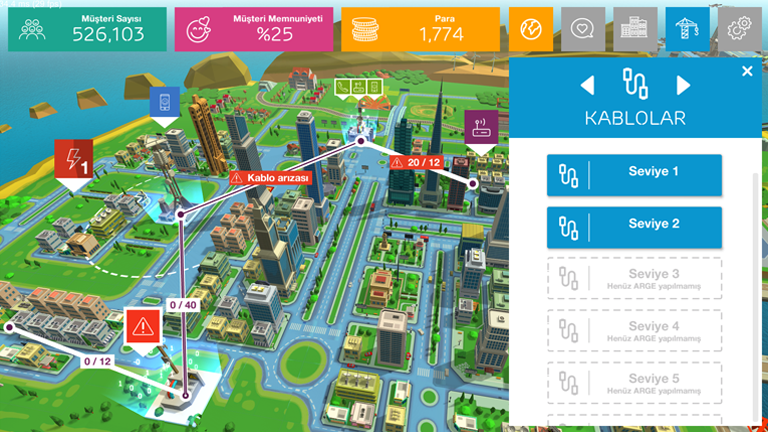 Müşteri Sayısı
526,103
Müşteri Memnuniyeti
%25
Para
1,774
KABLOLAR
Seviye 1
Seviye 2
Seviye 3
Henüz ARGE yapılmamış
Seviye 4
Henüz ARGE yapılmamış
Seviye 5
Henüz ARGE yapılmamış
1
Kablo arızası
20 / 12
0 / 40
0 / 12